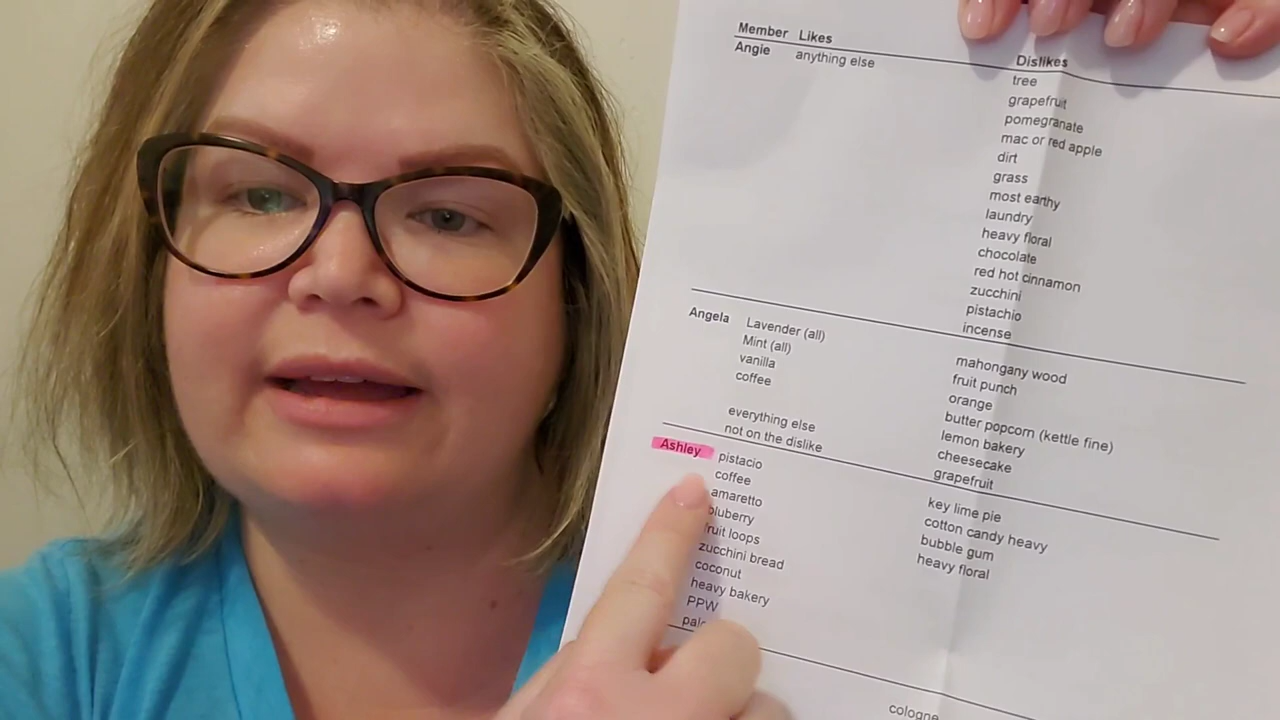 Member Likes Dislikes
Angie anything else tree
grapefruit
pomegranate
mac or red apple
dirt
grass
most earthy
laundry
heavy floral
chocolate
red hot cinnamon
zucchini
pistachio
incense
Angela Lavender (all) mahongany wood
Mint (all) fruit punch
vanilla orange
coffee butter popcorn (kettle fine)
lemon bakery
everything else cheesecake
not on the dislike grapefruit
Ashley pistacio key lime pie
coffee cotton candy heavy
amaretto bubble gum
bluberry heavy floral
fruit loops
zucchini bread
coconut
heavy bakery
PPW
cologne